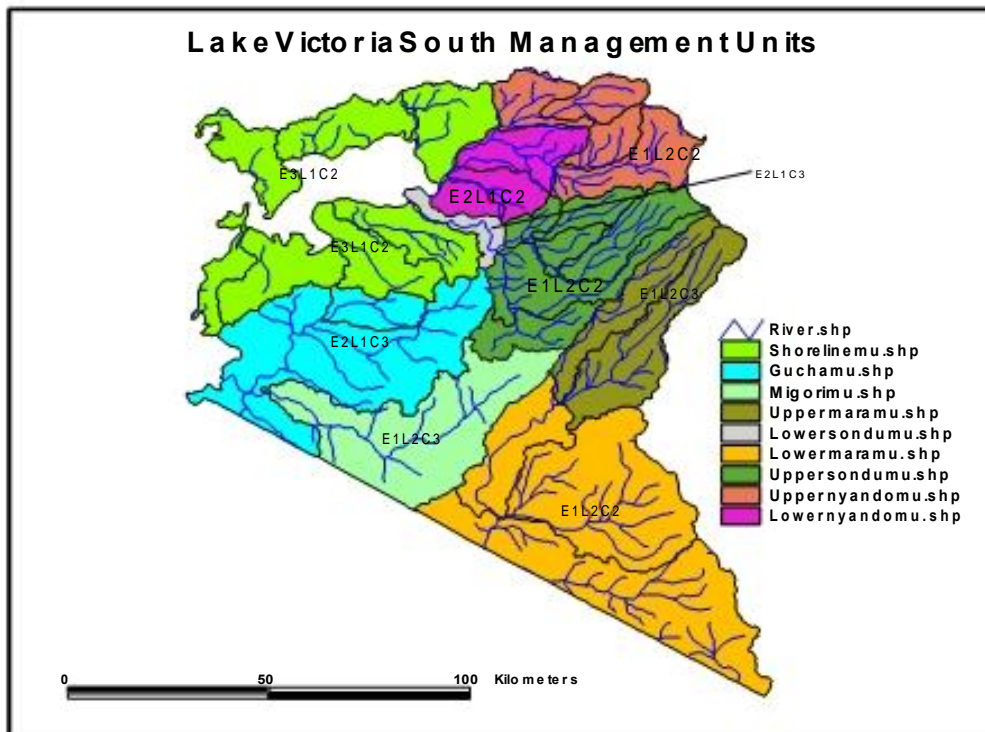 Lake Victoria South Management Units
E1L2C2
E3L1C2
E2L1C3
E2L1C2
E3L1C2
E1L2C2
E1L2C3
E2L1C3
E1L2C3
E1L2C2
River.shp
Shorelinemu.shp
Guchamu.shp
Migorimu.shp
Uppermaramu.shp
Lowersondumu.shp
Lowermaramu.shp
Uppersondumu.shp
Uppernyandomu.shp
Lowernyandomu.shp
0 50 100 Kilometers